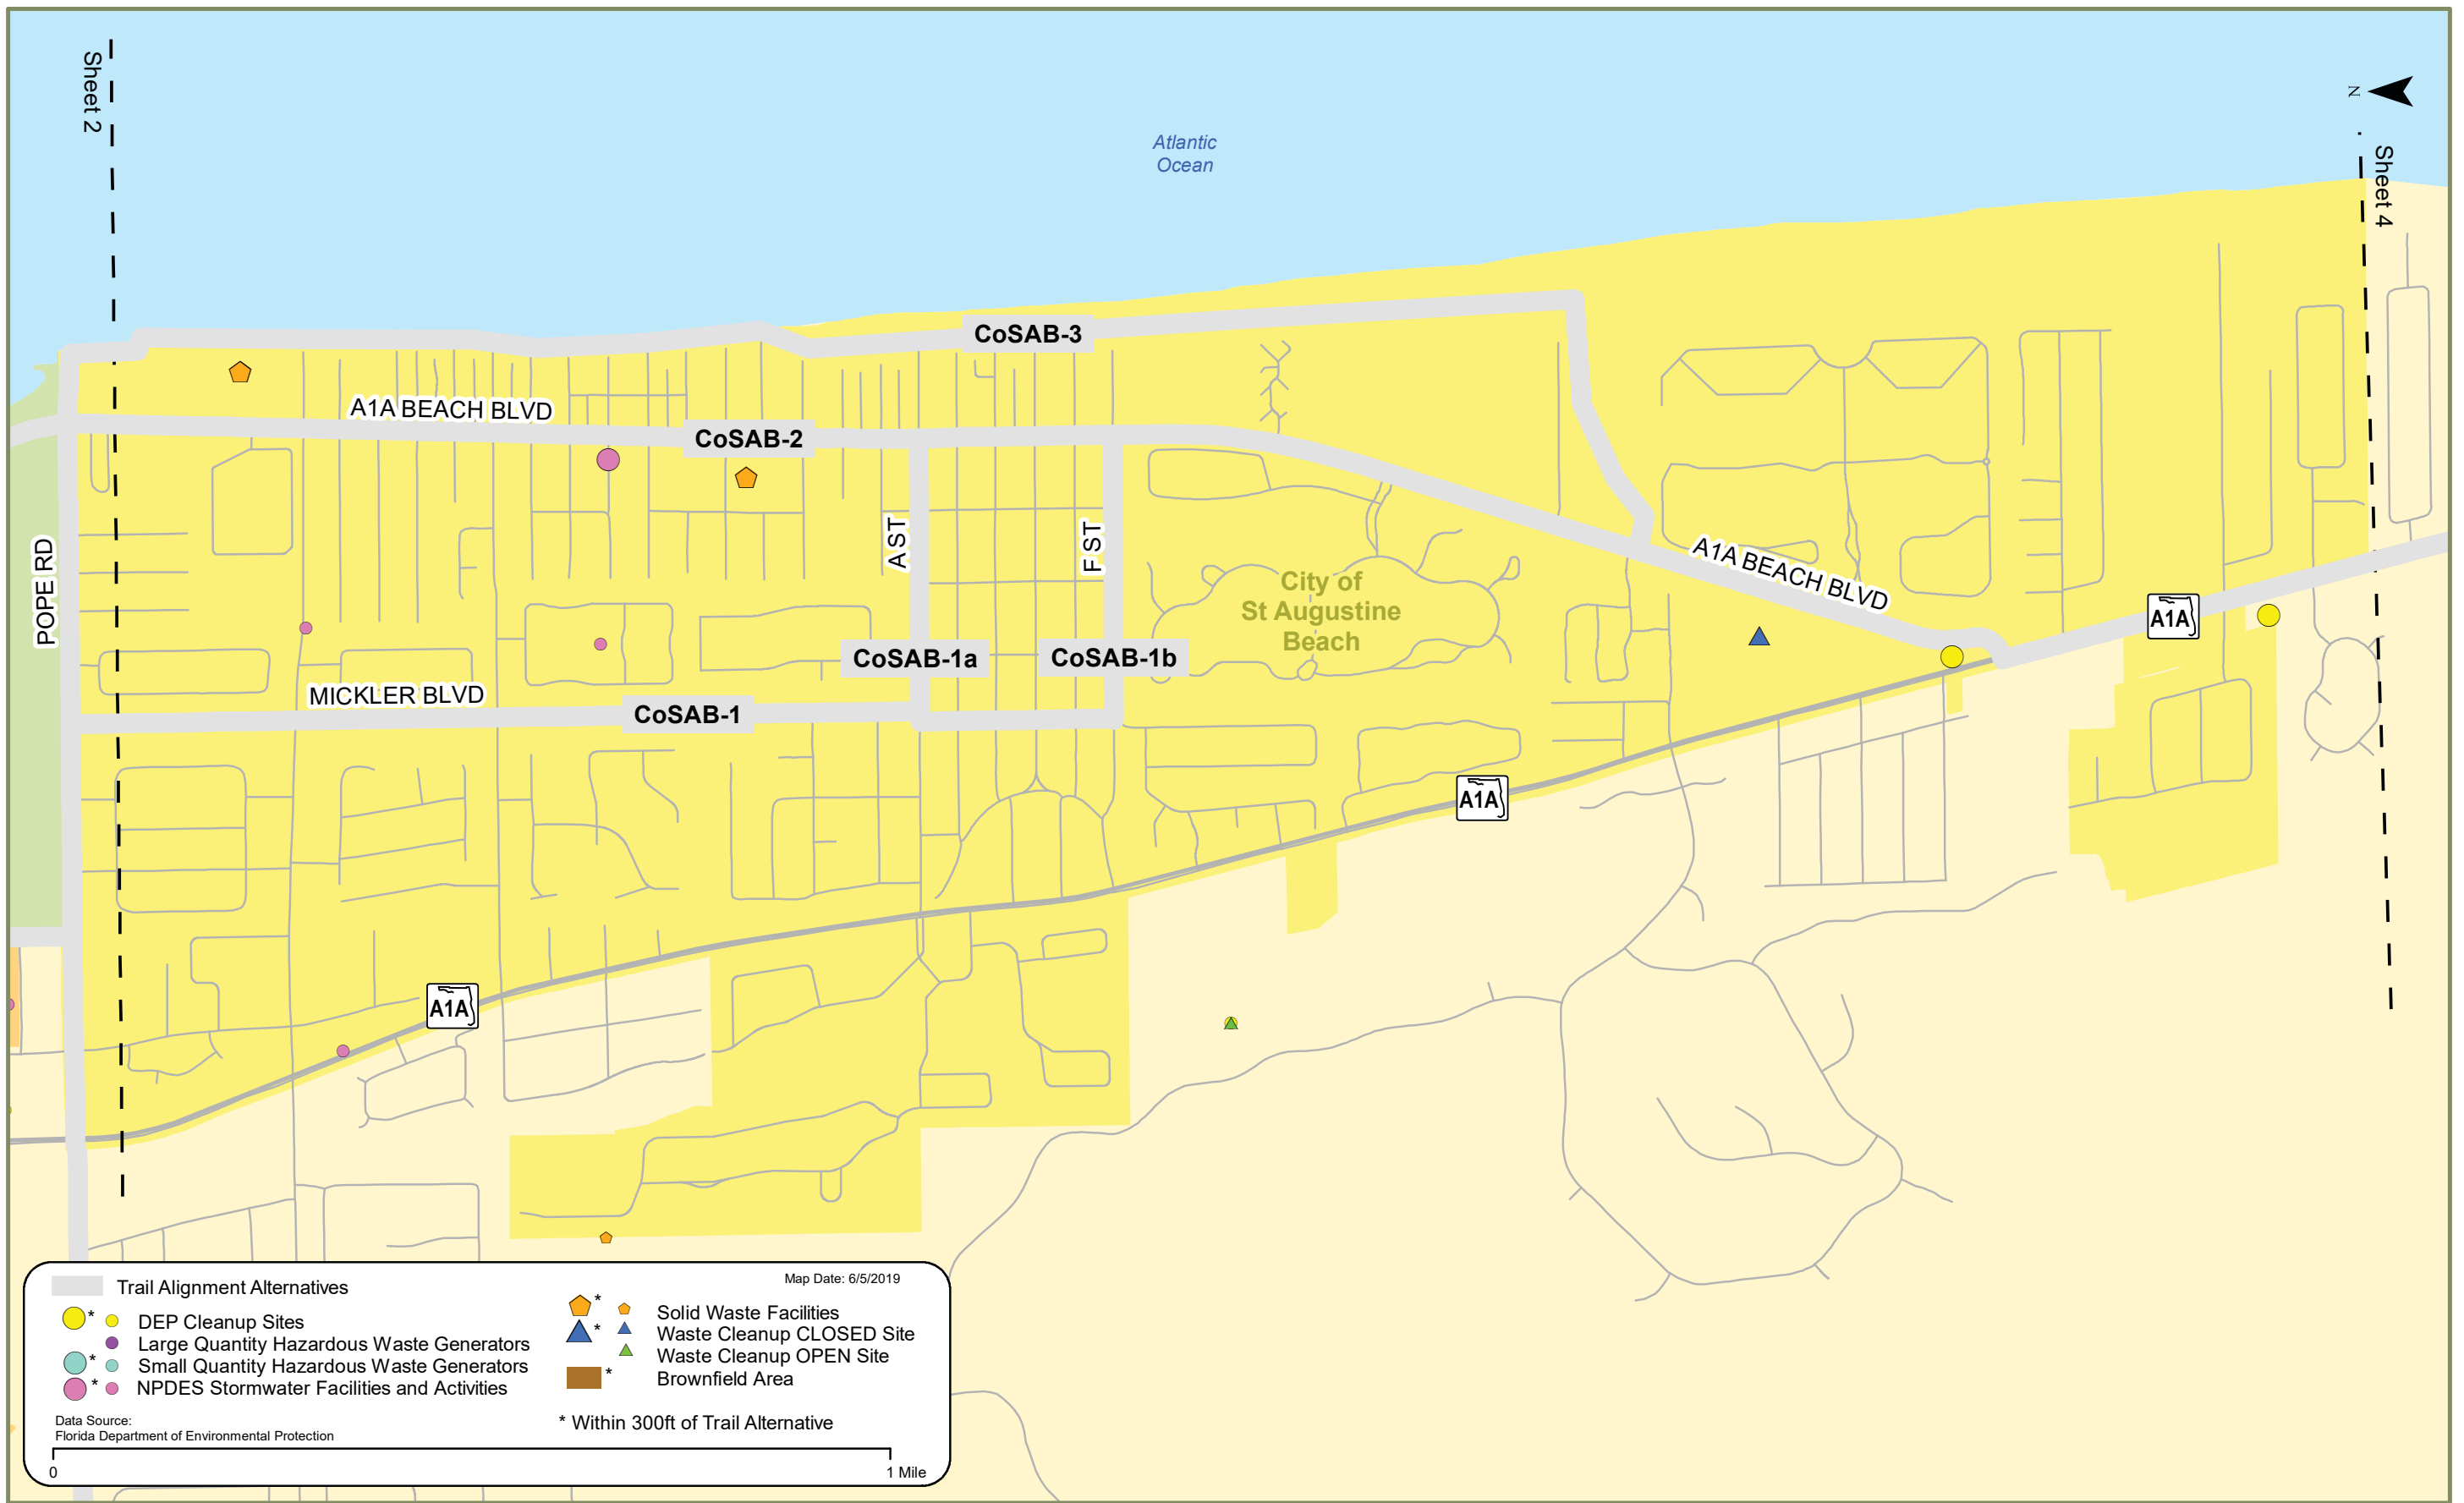 Sheet 2
N
Sheet 4
Atlantic
Ocean
CoSAB-3
A1A BEACH BLVD
CoSAB-2
POPE RD
A ST
F ST
City of
St Augustine
Beach
A1A BEACH BLVD
A1A
CoSAB-1a
CoSAB-1b
MICKLER BLVD
CoSAB-1
A1A
A1A
Map Date: 6/5/2019
Trail Alignment Alternatives
* DEP Cleanup Sites
Large Quantity Hazardous Waste Generators
* Small Quantity Hazardous Waste Generators
* NPDES Stormwater Facilities and Activities
* Solid Waste Facilities
* Waste Cleanup CLOSED Site
Waste Cleanup OPEN Site
* Brownfield Area
* Within 300ft of Trail Alternative
Data Source:
Florida Department of Environmental Protection
0 1 Mile